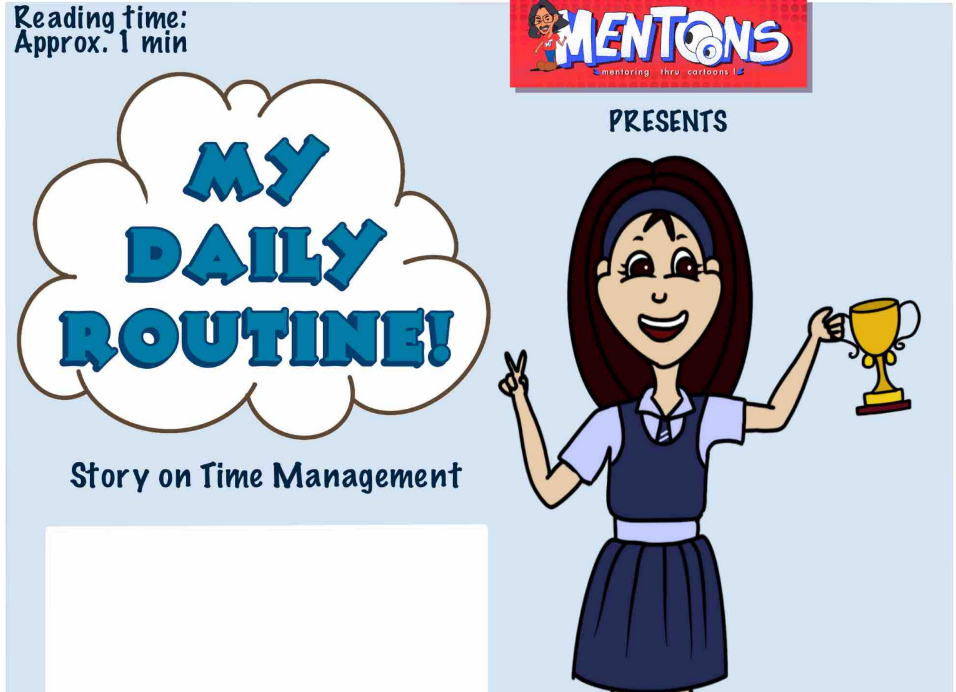 Reading time:
Approx. 1 min
MENTOONS
mentoring thru cartoons !
PRESENTS
MY
DAILY
ROUTINE!
Story on Time Management